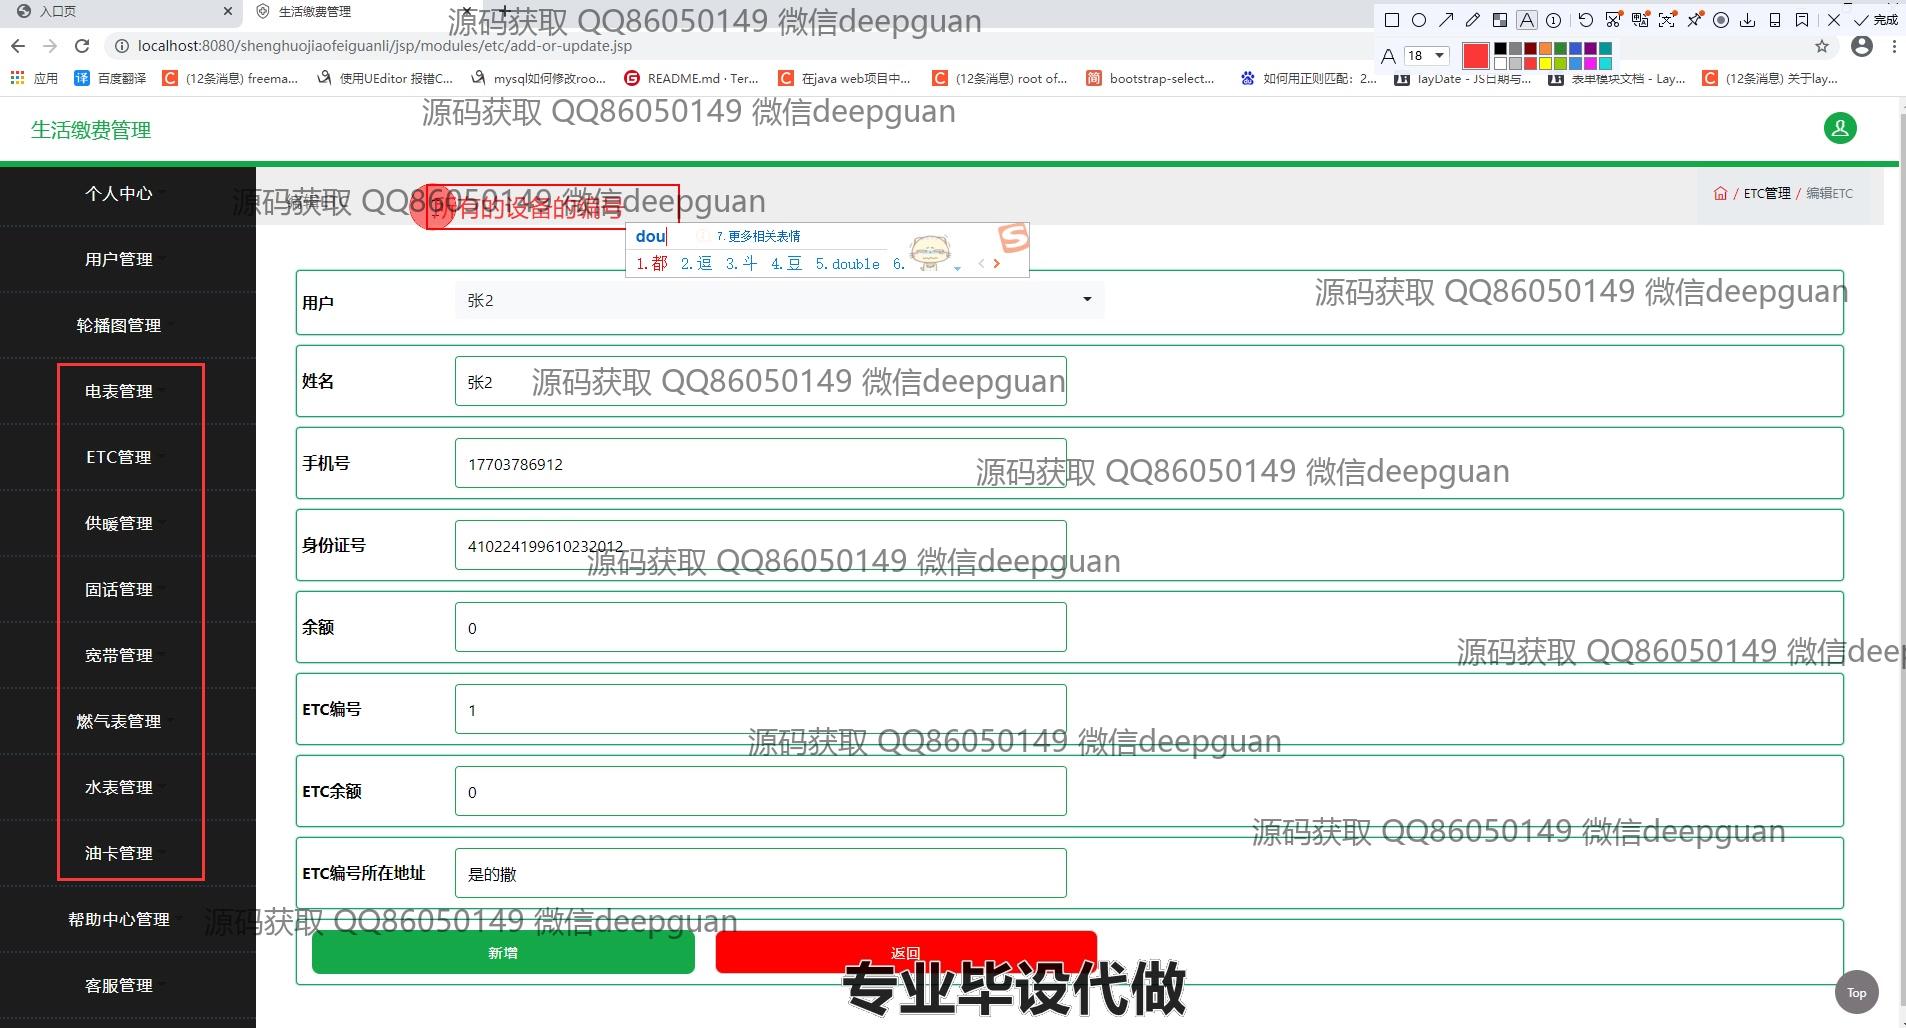 入口页
生活缴费管理
完成
localhost:8080/shenghuojiaofeiguanli/jsp/modules/etc/add-or-update.jsp
18
应用
百度翻译
(12条消息) freema...
使用UEditor 报错C...
mysql如何修改roo...
README.md · Ter...
在java web项目中...
(12条消息) root of...
bootstrap-select...
如何用正则匹配：2...
layDate - JS日期与...
表单模块文档 - Lay...
(12条消息) 关于lay...
源码获取 QQ86050149 微信deepguan
源码获取 QQ86050149 微信deepguan
生活缴费管理
个人中心
用户管理
轮播图管理
电表管理
ETC管理
供暖管理
固话管理
宽带管理
燃气表管理
水表管理
油卡管理
帮助中心管理
客服管理
编辑ETC
源码获取 QQ86050149 微信deepguan
所有的设备的编号
/ ETC管理 / 编辑ETC
dou
7.更多相关表情
1.都 2.逗 3.斗 4.豆 5.double 6.
用户
张2
源码获取 QQ86050149 微信deepguan
姓名
张2
源码获取 QQ86050149 微信deepguan
手机号
17703786912
源码获取 QQ86050149 微信deepguan
身份证号
410224199610232012
源码获取 QQ86050149 微信deepguan
余额
0
源码获取 QQ86050149 微信deep
ETC编号
1
源码获取 QQ86050149 微信deepguan
ETC余额
0
源码获取 QQ86050149 微信deepguan
ETC编号所在地址
是的撒
源码获取 QQ86050149 微信deepguan
新增
返回
专业毕设代做
Top